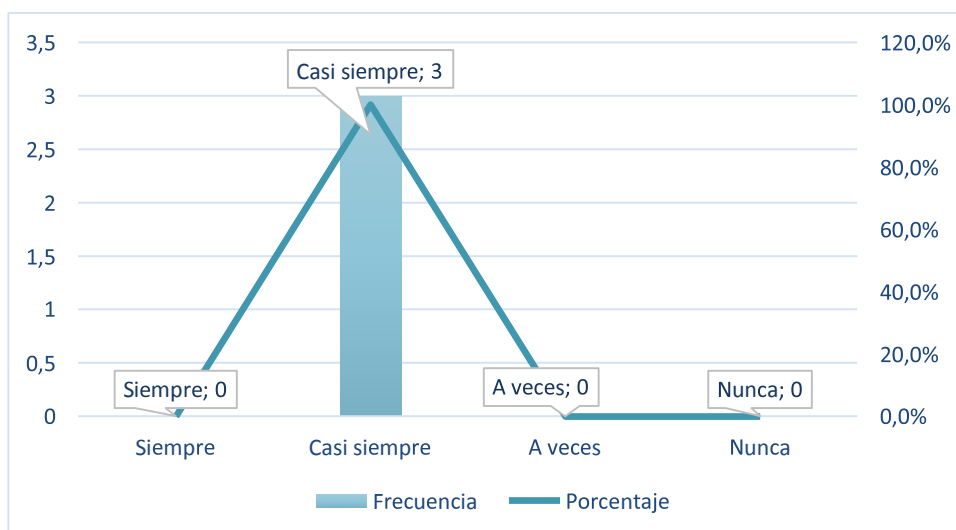 3,5
3
2,5
2
1,5
1
0,5
0
120,0%
100,0%
80,0%
60,0%
40,0%
20,0%
0,0%
Casi siempre; 3
Siempre; 0
A veces; 0
Nunca; 0
Siempre
Casi siempre
A veces
Nunca
Frecuencia
Porcentaje